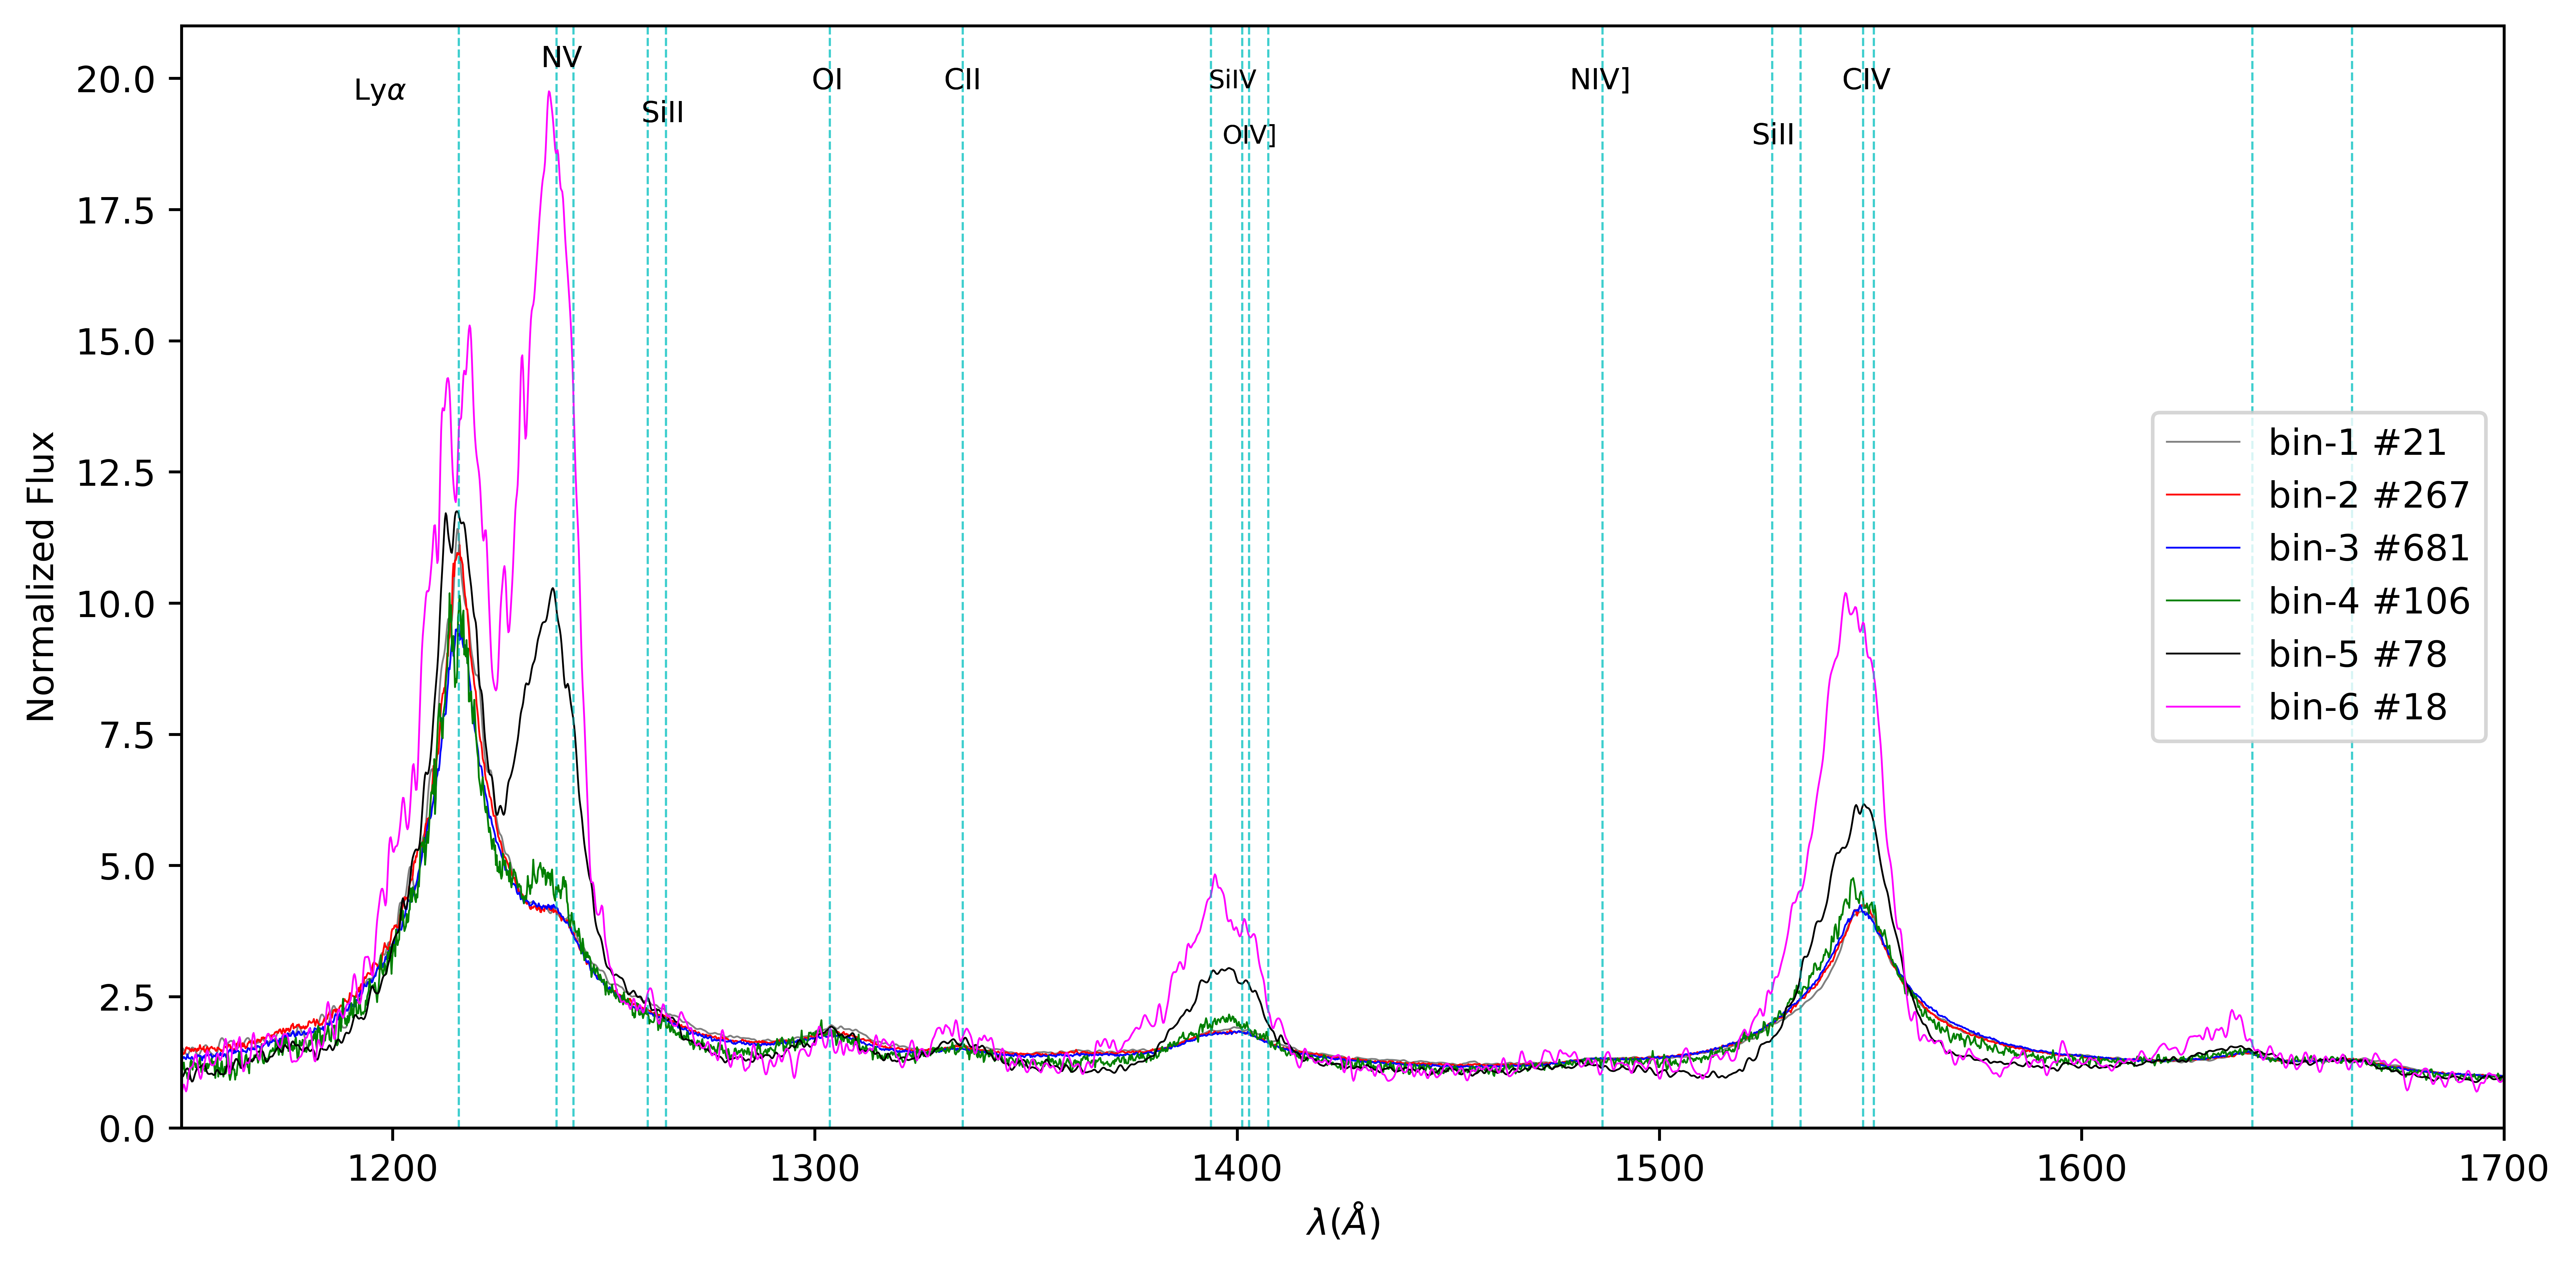 NV
Lyα
SiII
OI
CII
SiIV
OIV]
NIV]
SiII
CIV
20.0
17.5
15.0
12.5
10.0
7.5
5.0
2.5
0.0
Normalized Flux
bin-1 #21
bin-2 #267
bin-3 #681
bin-4 #106
bin-5 #78
bin-6 #18
1200
1300
1400
1500
1600
1700
λ(Å)